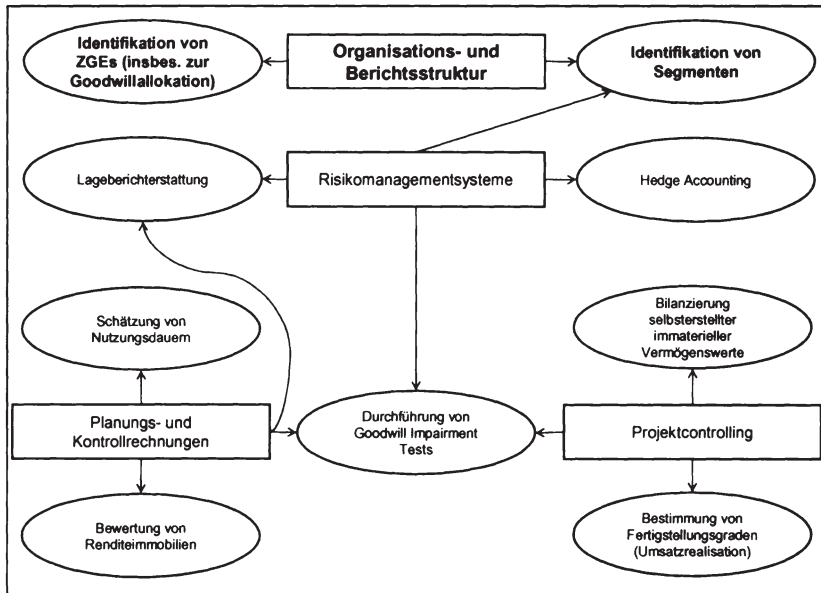 Identifikation von
ZGEs (insbes. zur
Goodwillallokation)
Organisations- und
Berichtsstruktur
Identifikation von
Segmenten
Lageberichterstattung
Risikomanagementsysteme
Hedge Accounting
Schätzung von
Nutzungsdauern
Bilanzierung
selbsterstellter
immaterieller
Vermögenswerte
Planungs- und
Kontrollrechnungen
Durchführung von
Goodwill Impairment
Tests
Projektcontrolling
Bewertung von
Renditeimmobilien
Bestimmung von
Fertigstellungsgraden
(Umsatzrealisation)